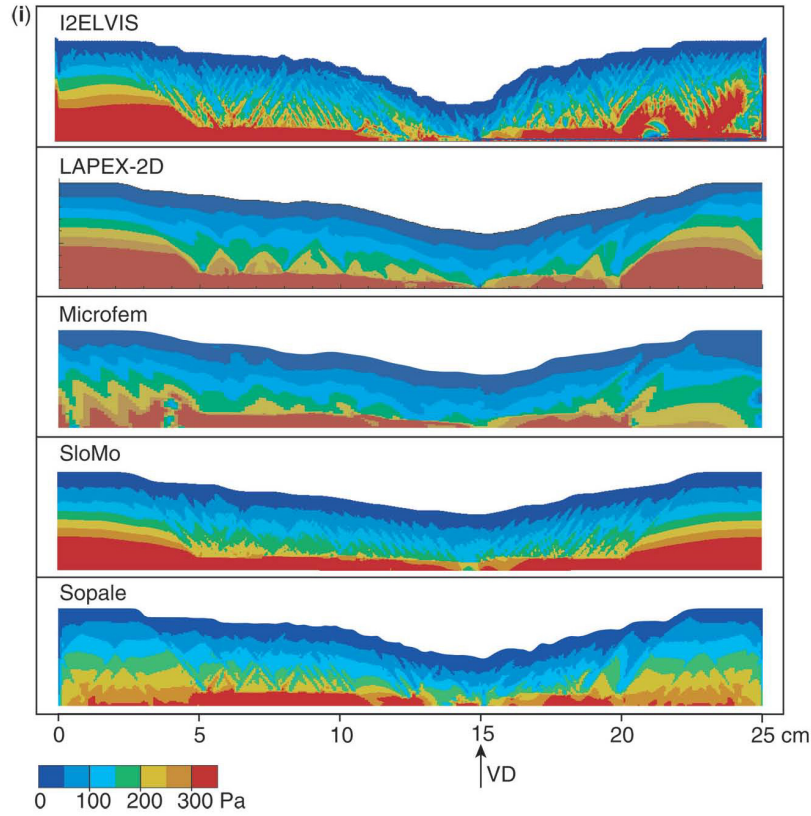 (i)
I2ELVIS
LAPEX-2D
Microfem
SloMo
Sopale
0 5 10 15 20 25 cm
VD
0 100 200 300 Pa